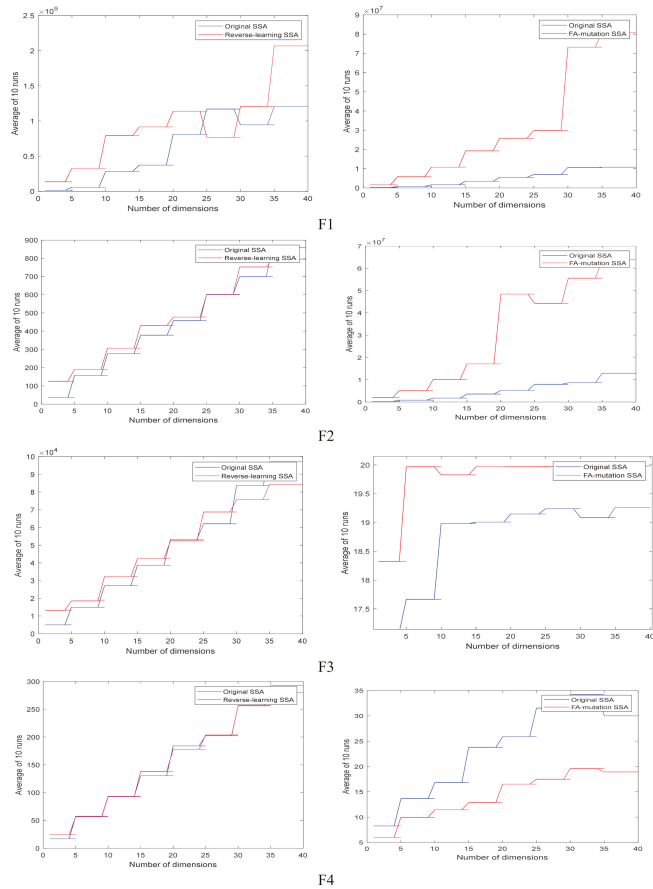 ×10⁹
Original SSA
Reverse-learning SSA
Average of 10 runs
2.5
2
1.5
1
0.5
0
0 5 10 15 20 25 30 35 40
Number of dimensions
×10⁷
Original SSA
FA-mutation SSA
Average of 10 runs
9
8
7
6
5
4
3
2
1
0
5 10 15 20 25 30 35 40
Number of dimensions
F1
Original SSA
Reverse-learning SSA
Average of 10 runs
900
800
700
600
500
400
300
200
100
0
0 5 10 15 20 25 30 35 40
Number of dimensions
×10⁷
Original SSA
FA-mutation SSA
Average of 10 runs
7
6
5
4
3
2
1
0
0 5 10 15 20 25 30 35 40
Number of dimensions
F2
×10⁴
Original SSA
Reverse-learning SSA
Average of 10 runs
10
9
8
7
6
5
4
3
2
1
0
0 5 10 15 20 25 30 35 40
Number of dimensions
Original SSA
FA-mutation SSA
Average of 10 runs
20
19.5
19
18.5
18
17.5
5 10 15 20 25 30 35 40
Number of dimensions
F3
Original SSA
Reverse-learning SSA
Average of 10 runs
300
250
200
150
100
50
0
0 5 10 15 20 25 30 35 40
Number of dimensions
Original SSA
FA-mutation SSA
Average of 10 runs
35
30
25
20
15
10
5
0 5 10 15 20 25 30 35 40
Number of dimensions
F4